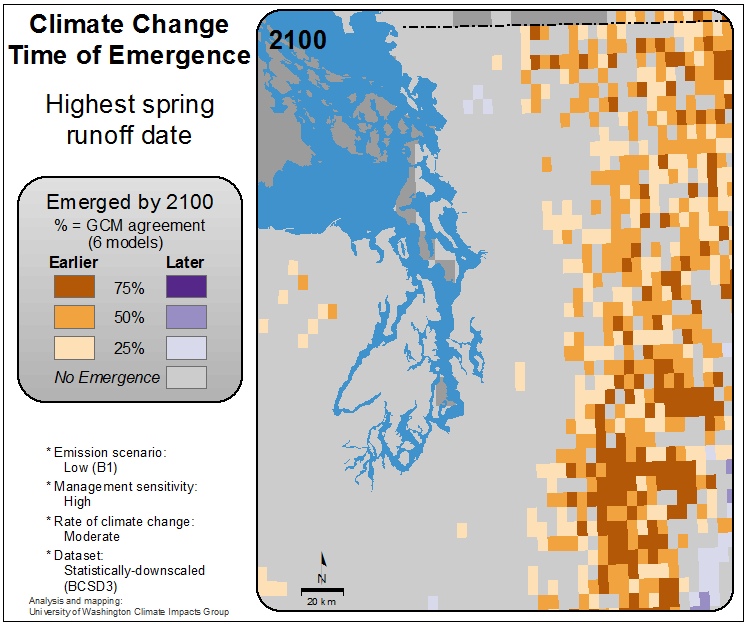 Climate Change
Time of Emergence
Highest spring
runoff date
Emerged by 2100
% = GCM agreement
(6 models)
Earlier Later
75%
50%
25%
No Emergence
* Emission scenario:
Low (B1)
* Management sensitivity:
High
* Rate of climate change:
Moderate
* Dataset:
Statistically-downscaled
(BCSD3)
Analysis and mapping:
University of Washington Climate Impacts Group
2100
N
20 km